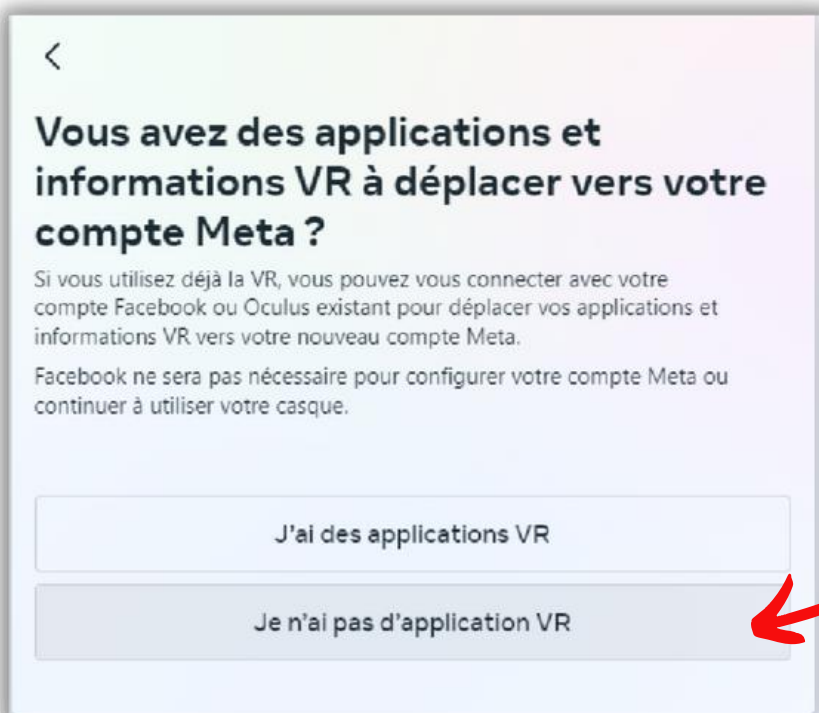 Vous avez des applications et
informations VR à déplacer vers votre
compte Meta ?
Si vous utilisez déjà la VR, vous pouvez vous connecter avec votre
compte Facebook ou Oculus existant pour déplacer vos applications et
informations VR vers votre nouveau compte Meta.
Facebook ne sera pas nécessaire pour configurer votre compte Meta ou
continuer à utiliser votre casque.
J'ai des applications VR
Je n'ai pas d'application VR